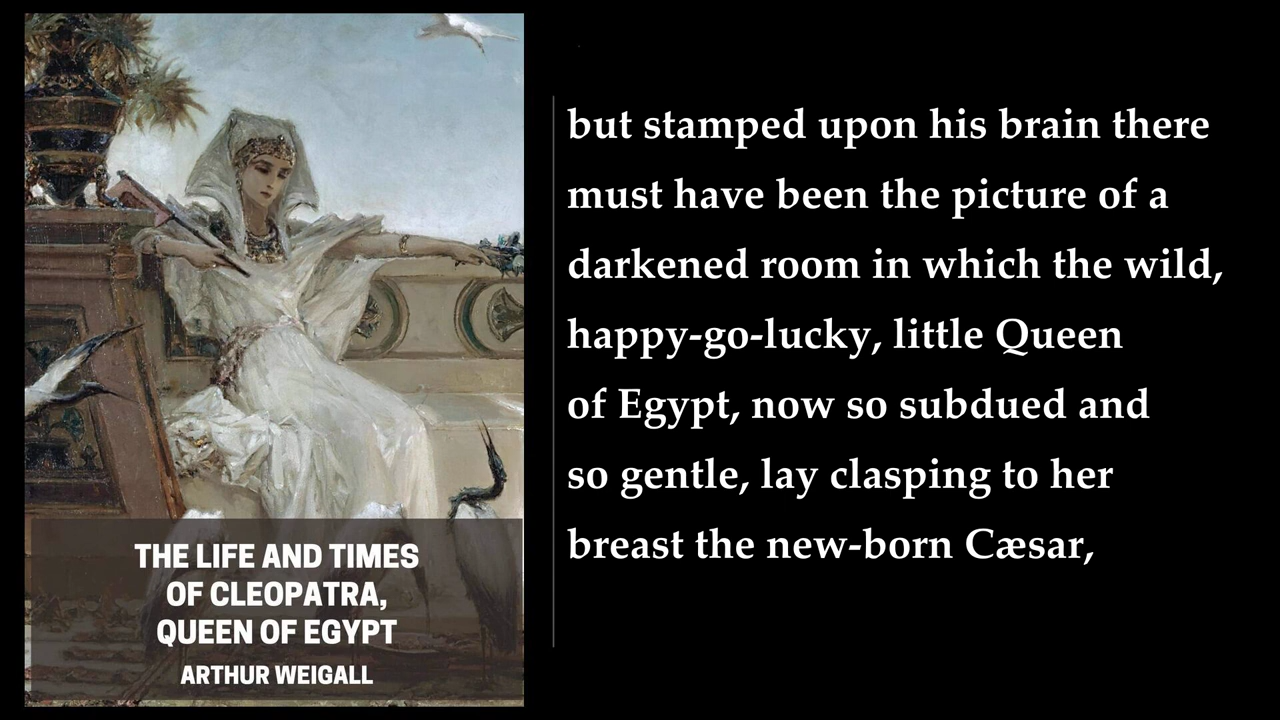 but stamped upon his brain there
must have been the picture of a
darkened room in which the wild,
happy-go-lucky, little Queen
of Egypt, now so subdued and
so gentle, lay clasping to her
breast the new-born Cæsar,
THE LIFE AND TIMES
OF CLEOPATRA,
QUEEN OF EGYPT
ARTHUR WEIGALL